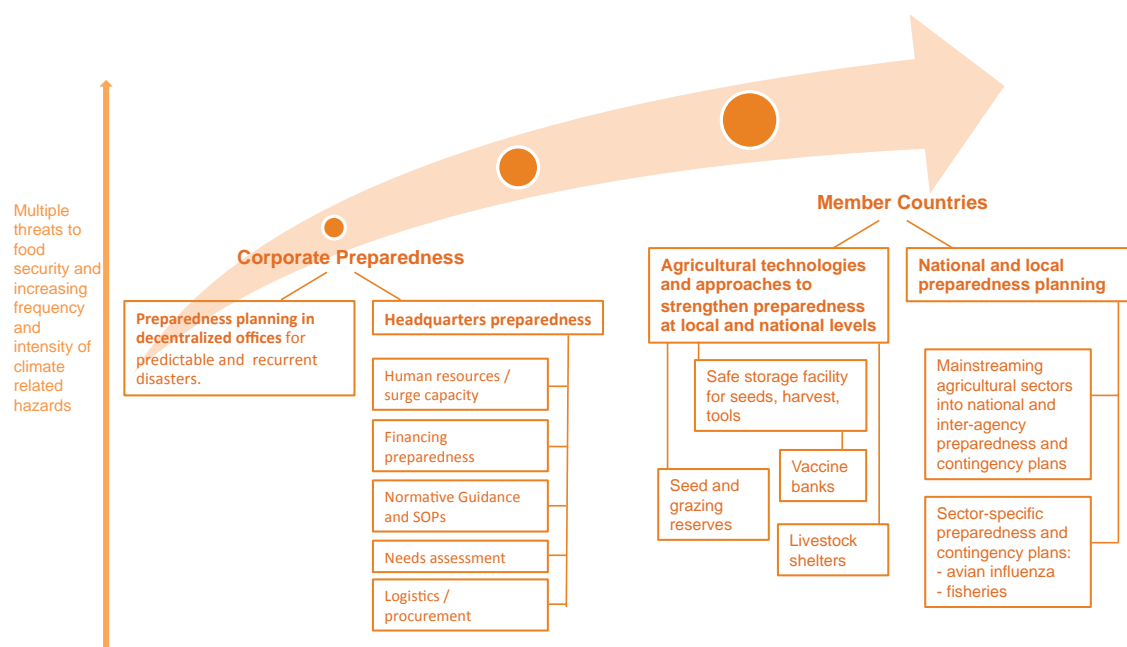 Multiple
threats to
food
security and
increasing
frequency
and
intensity of
climate
related
hazards
Corporate Preparedness
Preparedness planning in
decentralized offices for
predictable and recurrent
disasters.
Headquarters preparedness
Human resources /
surge capacity
Financing
preparedness
Normative Guidance
and SOPs
Needs assessment
Logistics /
procurement
Member Countries
Agricultural technologies
and approaches to
strengthen preparedness
at local and national levels
Safe storage facility
for seeds, harvest,
tools
Vaccine
banks
Seed and
grazing
reserves
Livestock
shelters
National and local
preparedness planning
Mainstreaming
agricultural sectors
into national and
inter-agency
preparedness and
contingency plans
Sector-specific
preparedness and
contingency plans:
- avian influenza
- fisheries